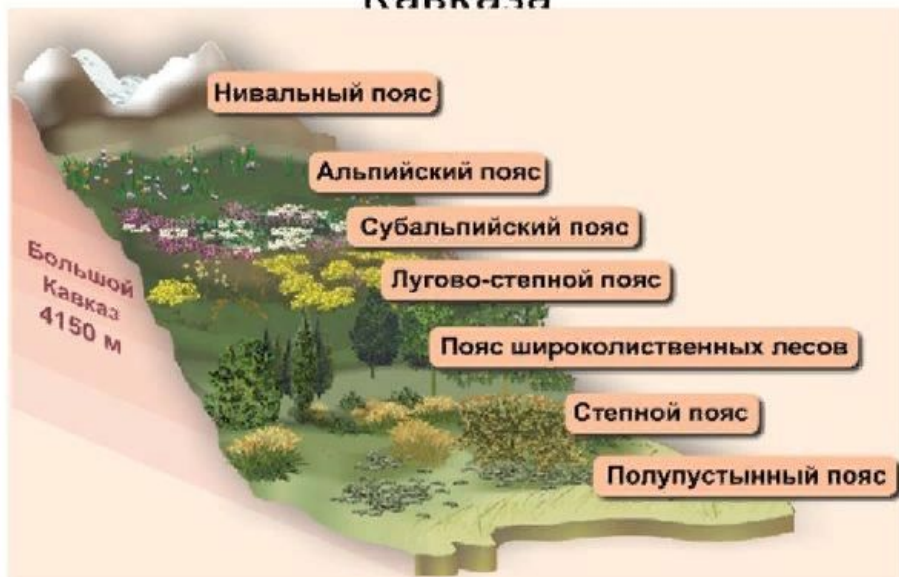 Кавказа
Нивальный пояс
Альпийский пояс
Субальпийский пояс
Лугово-степной пояс
Большой
Кавказ
4150 м
Пояс широколиственных лесов
Степной пояс
Полупустынный пояс